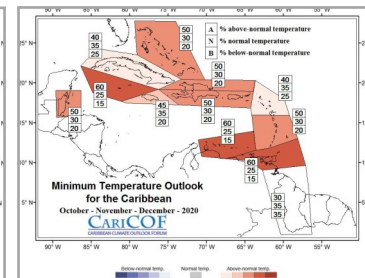 A % above-normal temperature
N % normal temperature
B % below-normal temperature
40
35
25
50
30
20
50
30
20
40
35
25
60
25
15
45
35
20
50
30
20
50
30
20
60
25
15
50
30
20
60
25
15
30
35
35
25° N
20° N
15° N
10° N
5° N
90° W
85° W
80° W
75° W
70° W
65° W
60° W
55° W
Minimum Temperature Outlook
for the Caribbean
October - November - December - 2020
CARICOF
CARIBBEAN CLIMATE OUTLOOK FORUM
90° W 85° W 80° W 75° W 70° W 65° W 60° W 55° W
Below-normal temp. Normal temp. Above-normal temp.